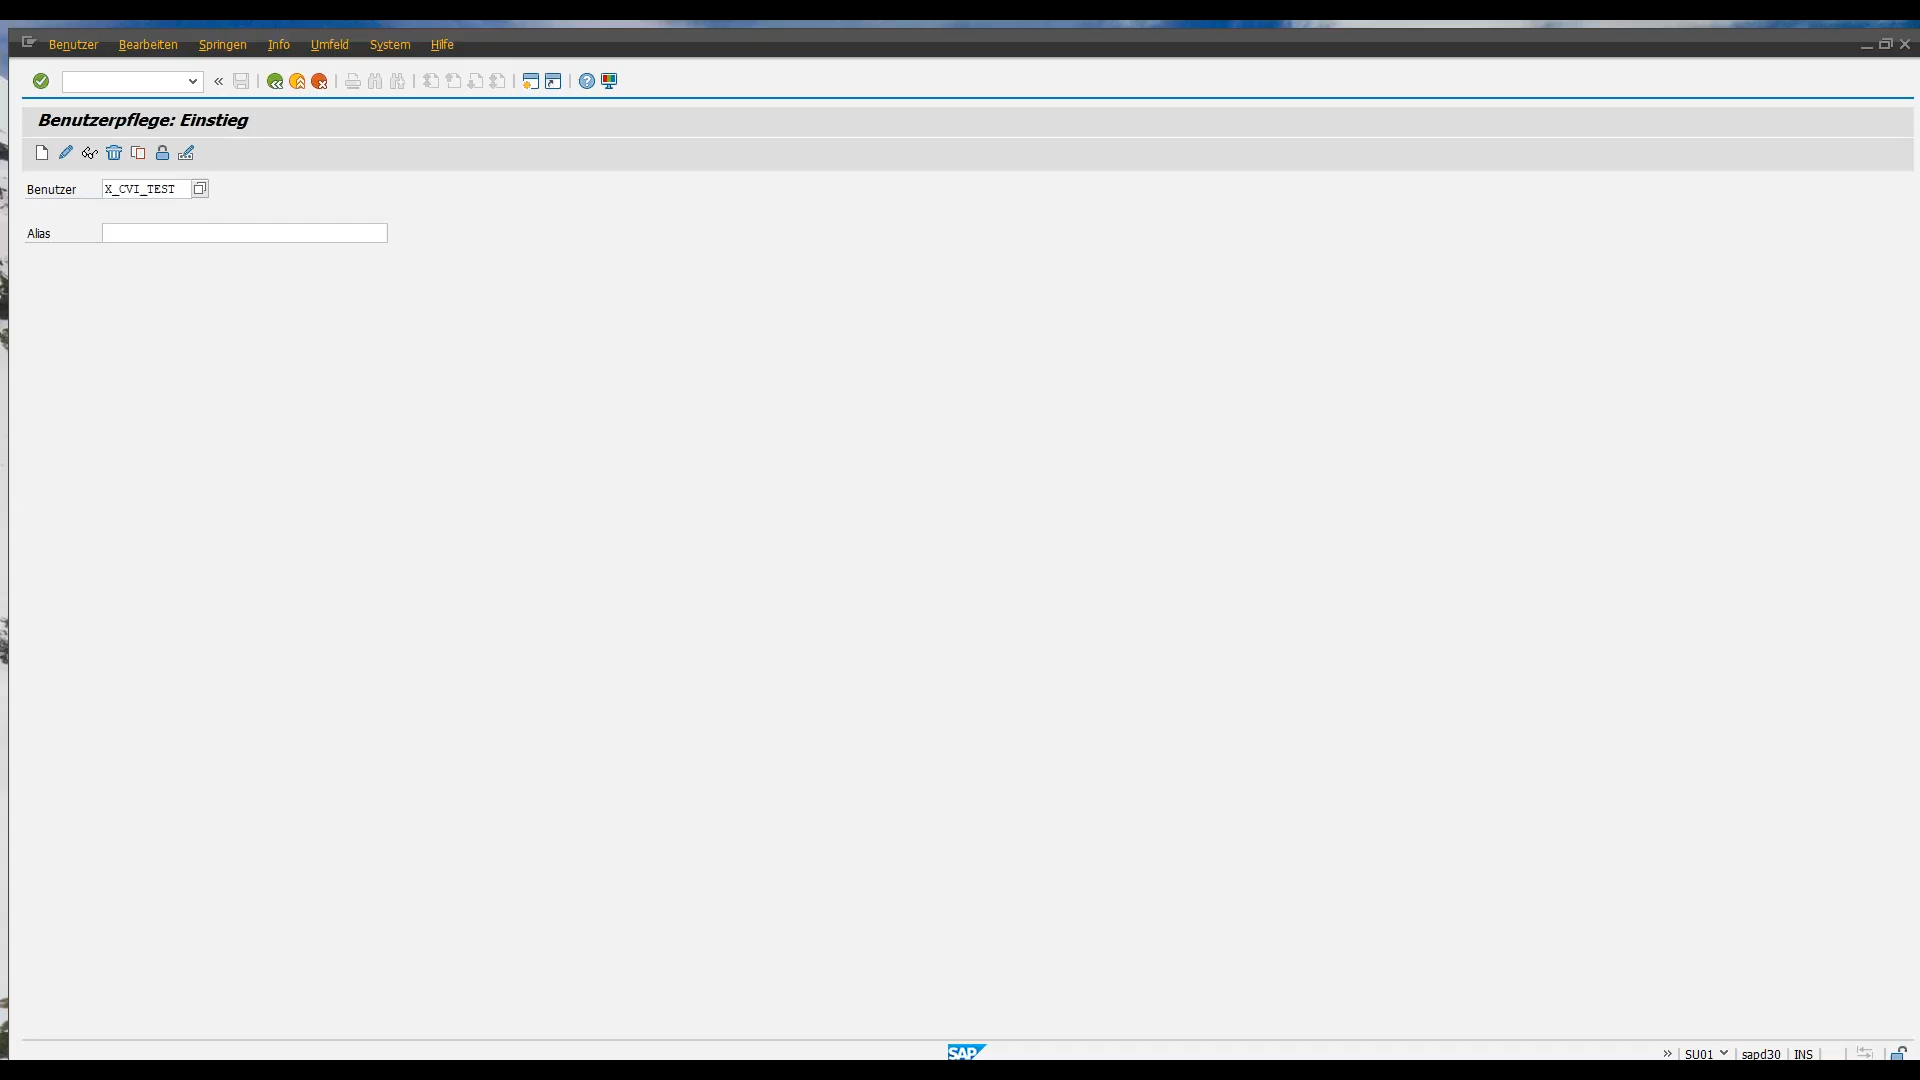 Benutzer Bearbeiten Springen Info Umfeld System Hilfe
Benutzerpflege: Einstieg
Benutzer X_CVI_TEST
Alias
SAP
SU01 sapd30 INS